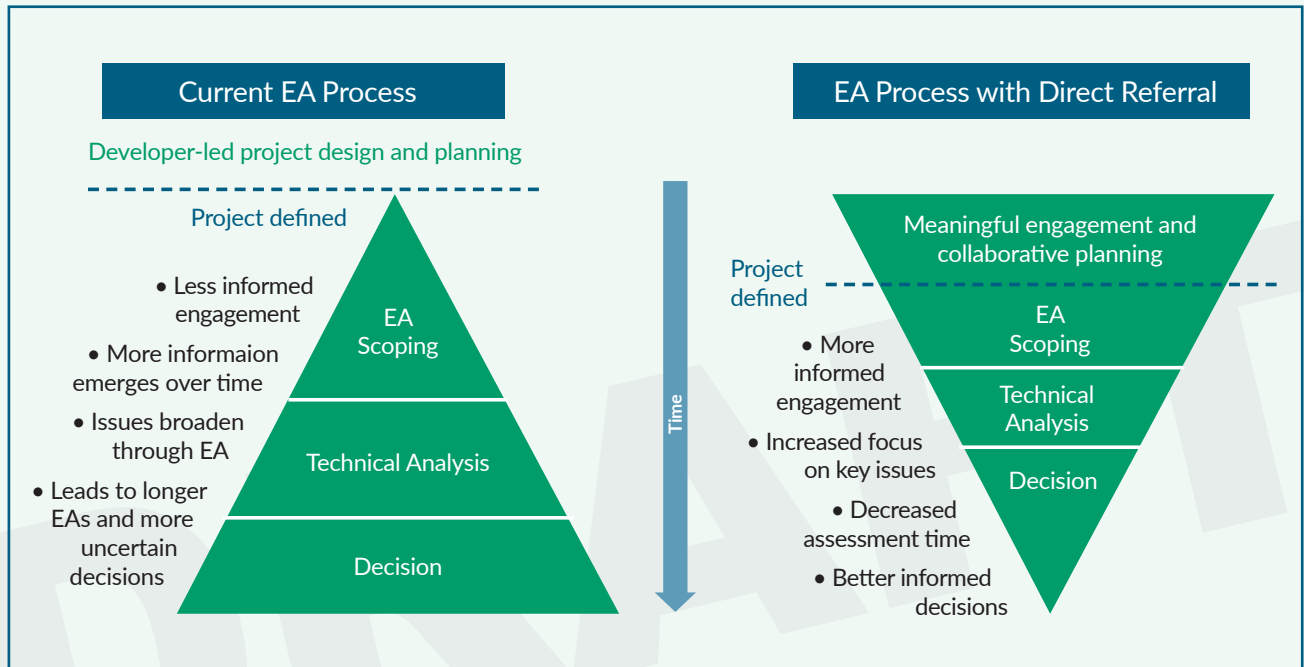 Current EA Process
Developer-led project design and planning
Project defined
• Less informed
engagement
• More informaion
emerges over time
• Issues broaden
through EA
• Leads to longer
EAs and more
uncertain
decisions
EA
Scoping
Technical Analysis
Decision
Time
EA Process with Direct Referral
Meaningful engagement and
collaborative planning
Project
defined
EA
Scoping
Technical
Analysis
Decision
• More
informed
engagement
• Increased focus
on key issues
• Decreased
assessment time
• Better informed
decisions
DRAFT